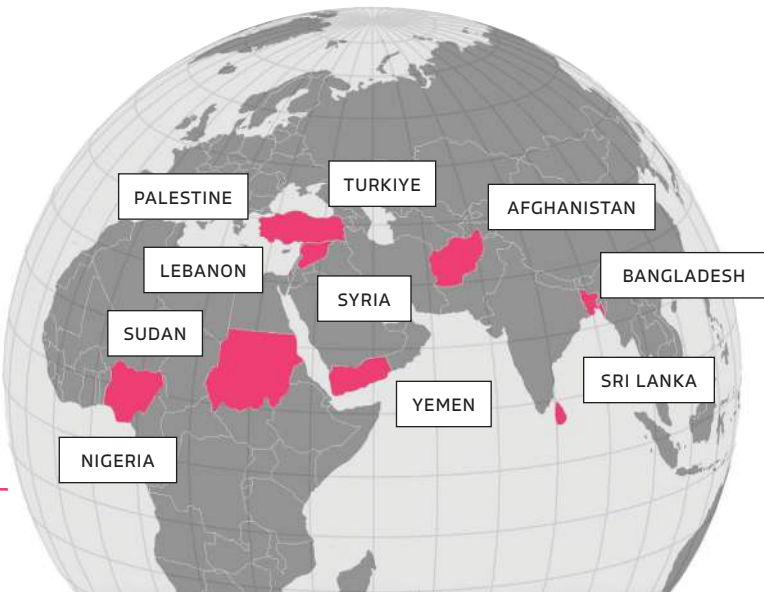 TURKIYE
PALESTINE
AFGHANISTAN
LEBANON
BANGLADESH
SYRIA
SUDAN
SRI LANKA
YEMEN
NIGERIA